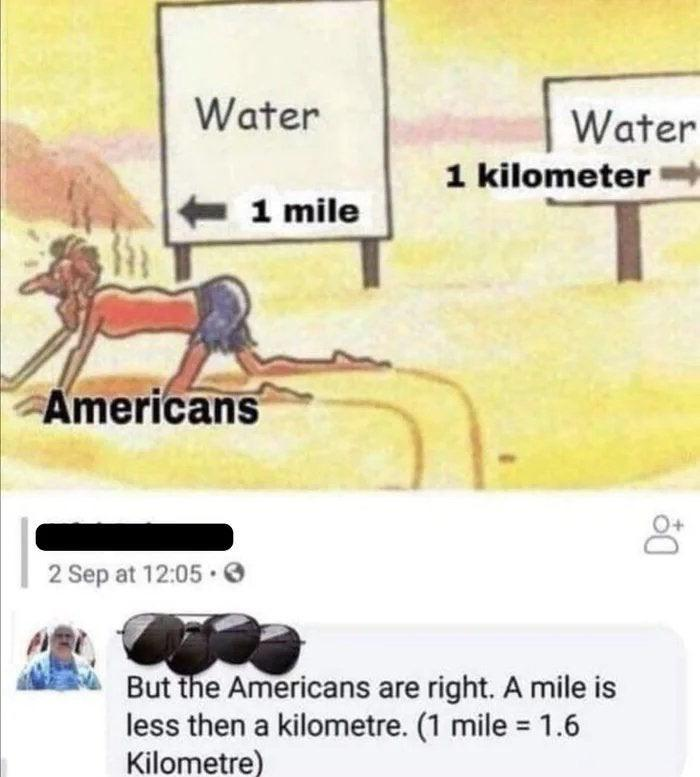 Water
1 mile
Water
1 kilometer
Americans
2 Sep at 12:05
But the Americans are right. A mile is
less then a kilometre. (1 mile = 1.6
Kilometre)